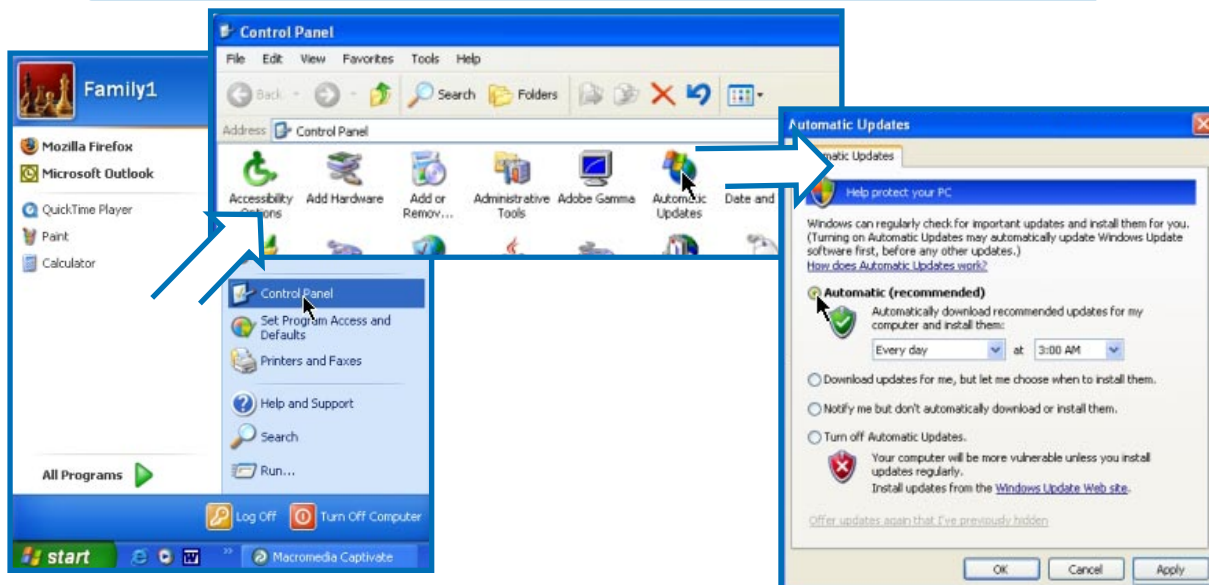 Family1
Mozilla Firefox
Microsoft Outlook
QuickTime Player
Paint
Calculator
All Programs
Control Panel
Set Program Access and
Defaults
Printers and Faxes
Help and Support
Search
Run...
Log Off
Turn Off Computer
start
Macromedia Captivate
Control Panel
File Edit View Favorites Tools Help
Back
Search
Folders
Address
Control Panel
Accessibility
Options
Add Hardware
Add or
Remov...
Administrative
Tools
Adobe Gamma
Automatic
Updates
Date and
Automatic Updates
matic Updates
Help protect your PC
Windows can regularly check for important updates and install them for you.
(Turning on Automatic Updates may automatically update Windows Update
software first, before any other updates.)
How does Automatic Updates work?
Automatic (recommended)
Automatically download recommended updates for my
computer and install them:
Every day at 3:00 AM
Download updates for me, but let me choose when to install them.
Notify me but don't automatically download or install them.
Turn off Automatic Updates.
Your computer will be more vulnerable unless you install
updates regularly.
Install updates from the Windows Update Web site.
Offer updates again that I've previously hidden
OK
Cancel
Apply